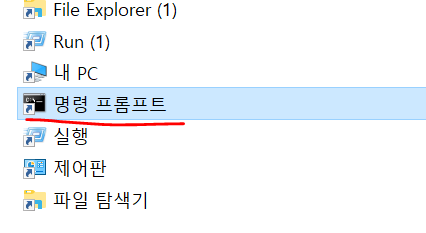 File Explorer (1)
Run (1)
내 PC
명령 프롬프트
실행
제어판
파일 탐색기